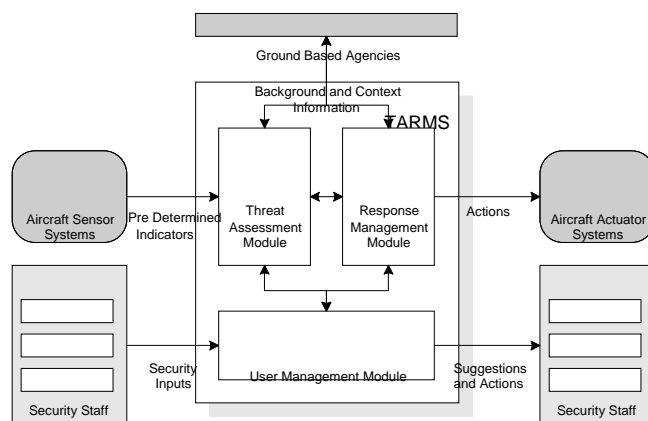 Ground Based Agencies
Background and Context
Information
TARMS
Aircraft Sensor
Systems
Pre Determined
Indicators
Threat
Assessment
Module
Response
Management
Module
Actions
Aircraft Actuator
Systems
Security
Inputs
User Management Module
Suggestions
and Actions
Security Staff
Security Staff